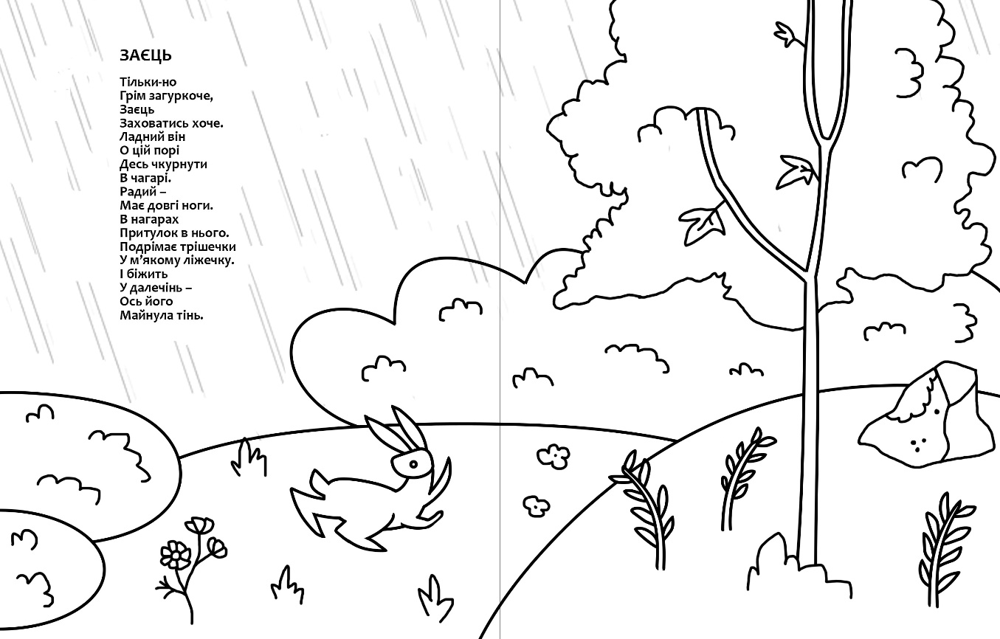 ЗАЄЦЬ
Тільки-но
Грім загуркоче,
Заєць
Заховатись хоче.
Ладний він
О цій порі
Десь чкурнути
В чагарі.
Радий –
Має довгі ноги.
В нагарах
Притулок в нього.
Подрімає трішечки
У м’якому ліжечку.
І біжить
У далечінь –
Ось його
Майнула тінь.